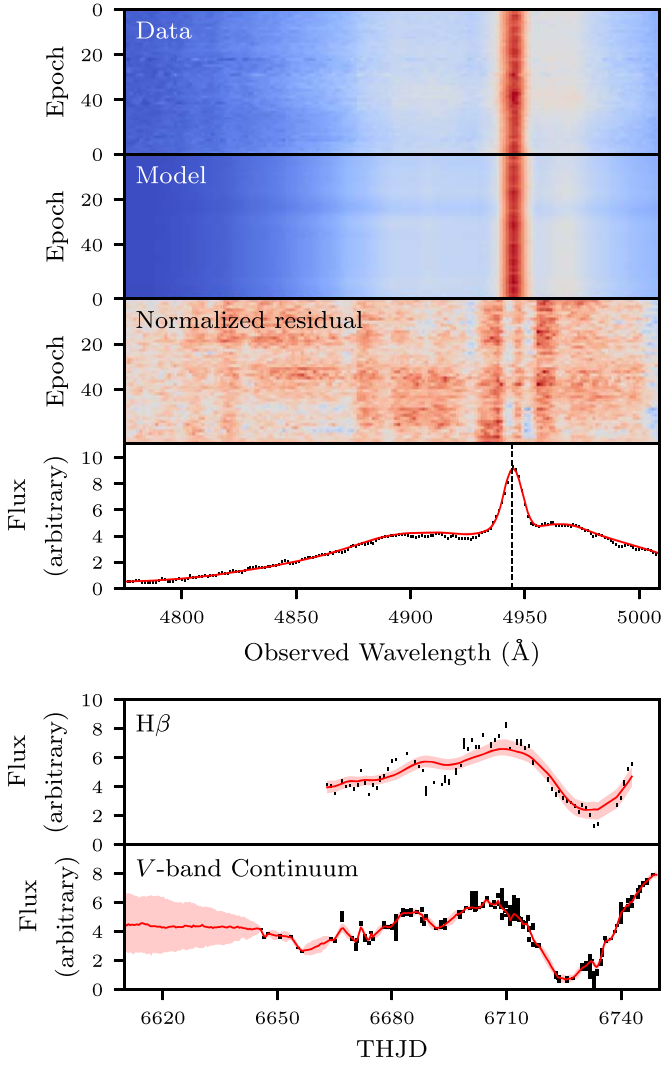 0
Data
20
40
Epoch
0
Model
20
40
Epoch
0
Normalized residual
20
40
Epoch
10
8
6
4
2
0
Flux
(arbitrary)
4800 4850 4900 4950 5000
Observed Wavelength (Å)
10
Hβ
8
6
4
2
0
Flux
(arbitrary)
V-band Continuum
8
6
4
2
0
Flux
(arbitrary)
6620 6650 6680 6710 6740
THJD